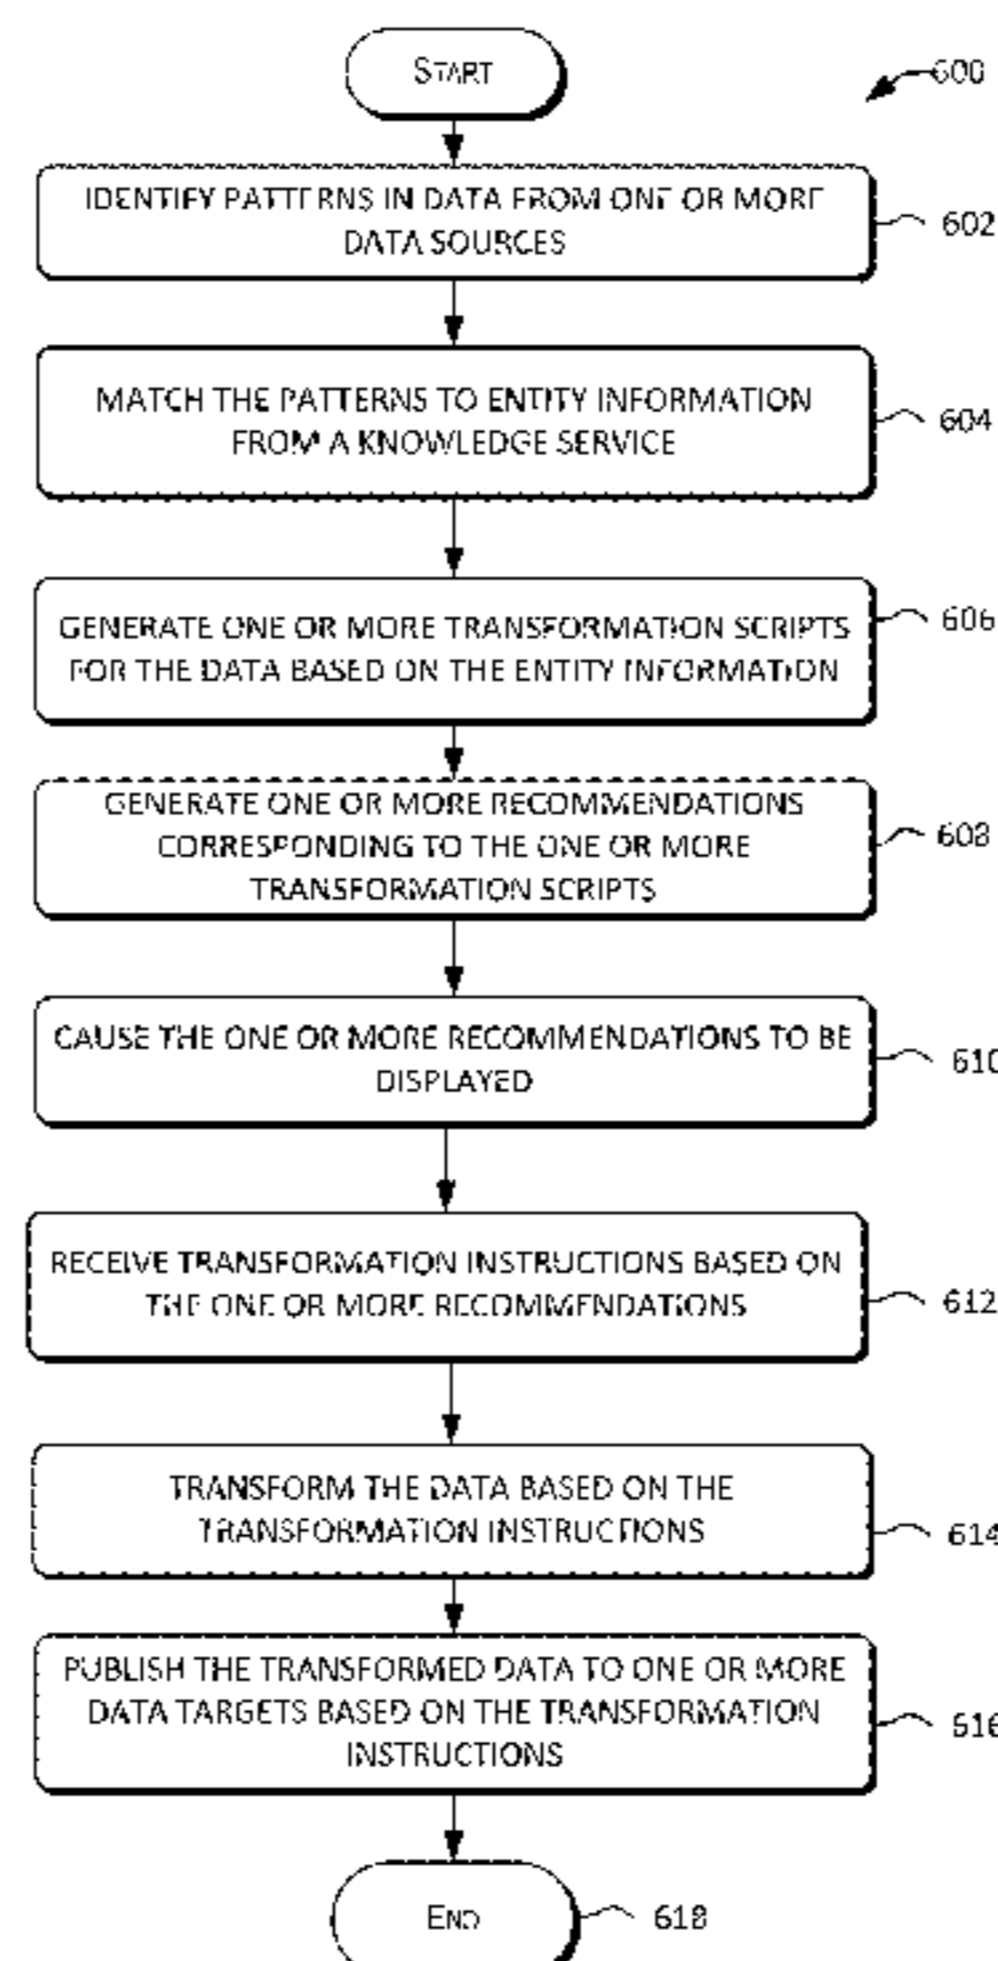 START
600
IDENTIFY PATTERNS IN DATA FROM ONE OR MORE
DATA SOURCES
602
MATCH THE PATTERNS TO ENTITY INFORMATION
FROM A KNOWLEDGE SERVICE
604
GENERATE ONE OR MORE TRANSFORMATION SCRIPTS
FOR THE DATA BASED ON THE ENTITY INFORMATION
606
GENERATE ONE OR MORE RECOMMENDATIONS
CORRESPONDING TO THE ONE OR MORE
TRANSFORMATION SCRIPTS
608
CAUSE THE ONE OR MORE RECOMMENDATIONS TO BE
DISPLAYED
610
RECEIVE TRANSFORMATION INSTRUCTIONS BASED ON
THE ONE OR MORE RECOMMENDATIONS
612
TRANSFORM THE DATA BASED ON THE
TRANSFORMATION INSTRUCTIONS
614
PUBLISH THE TRANSFORMED DATA TO ONE OR MORE
DATA TARGETS BASED ON THE TRANSFORMATION
INSTRUCTIONS
616
END
618